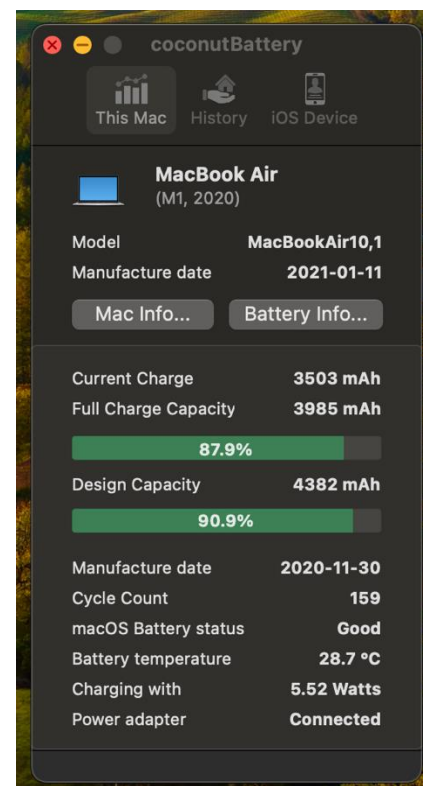 coconutBattery
This Mac History iOS Device
MacBook Air
(M1, 2020)
Model MacBookAir10,1
Manufacture date 2021-01-11
Mac Info... Battery Info...
Current Charge 3503 mAh
Full Charge Capacity 3985 mAh
87.9%
Design Capacity 4382 mAh
90.9%
Manufacture date 2020-11-30
Cycle Count 159
macOS Battery status Good
Battery temperature 28.7 °C
Charging with 5.52 Watts
Power adapter Connected